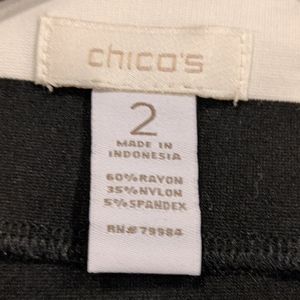 chico's
2
MADE IN
INDONESIA
60%RAYON
35%NYLON
5%SPANDEX
RN#79984